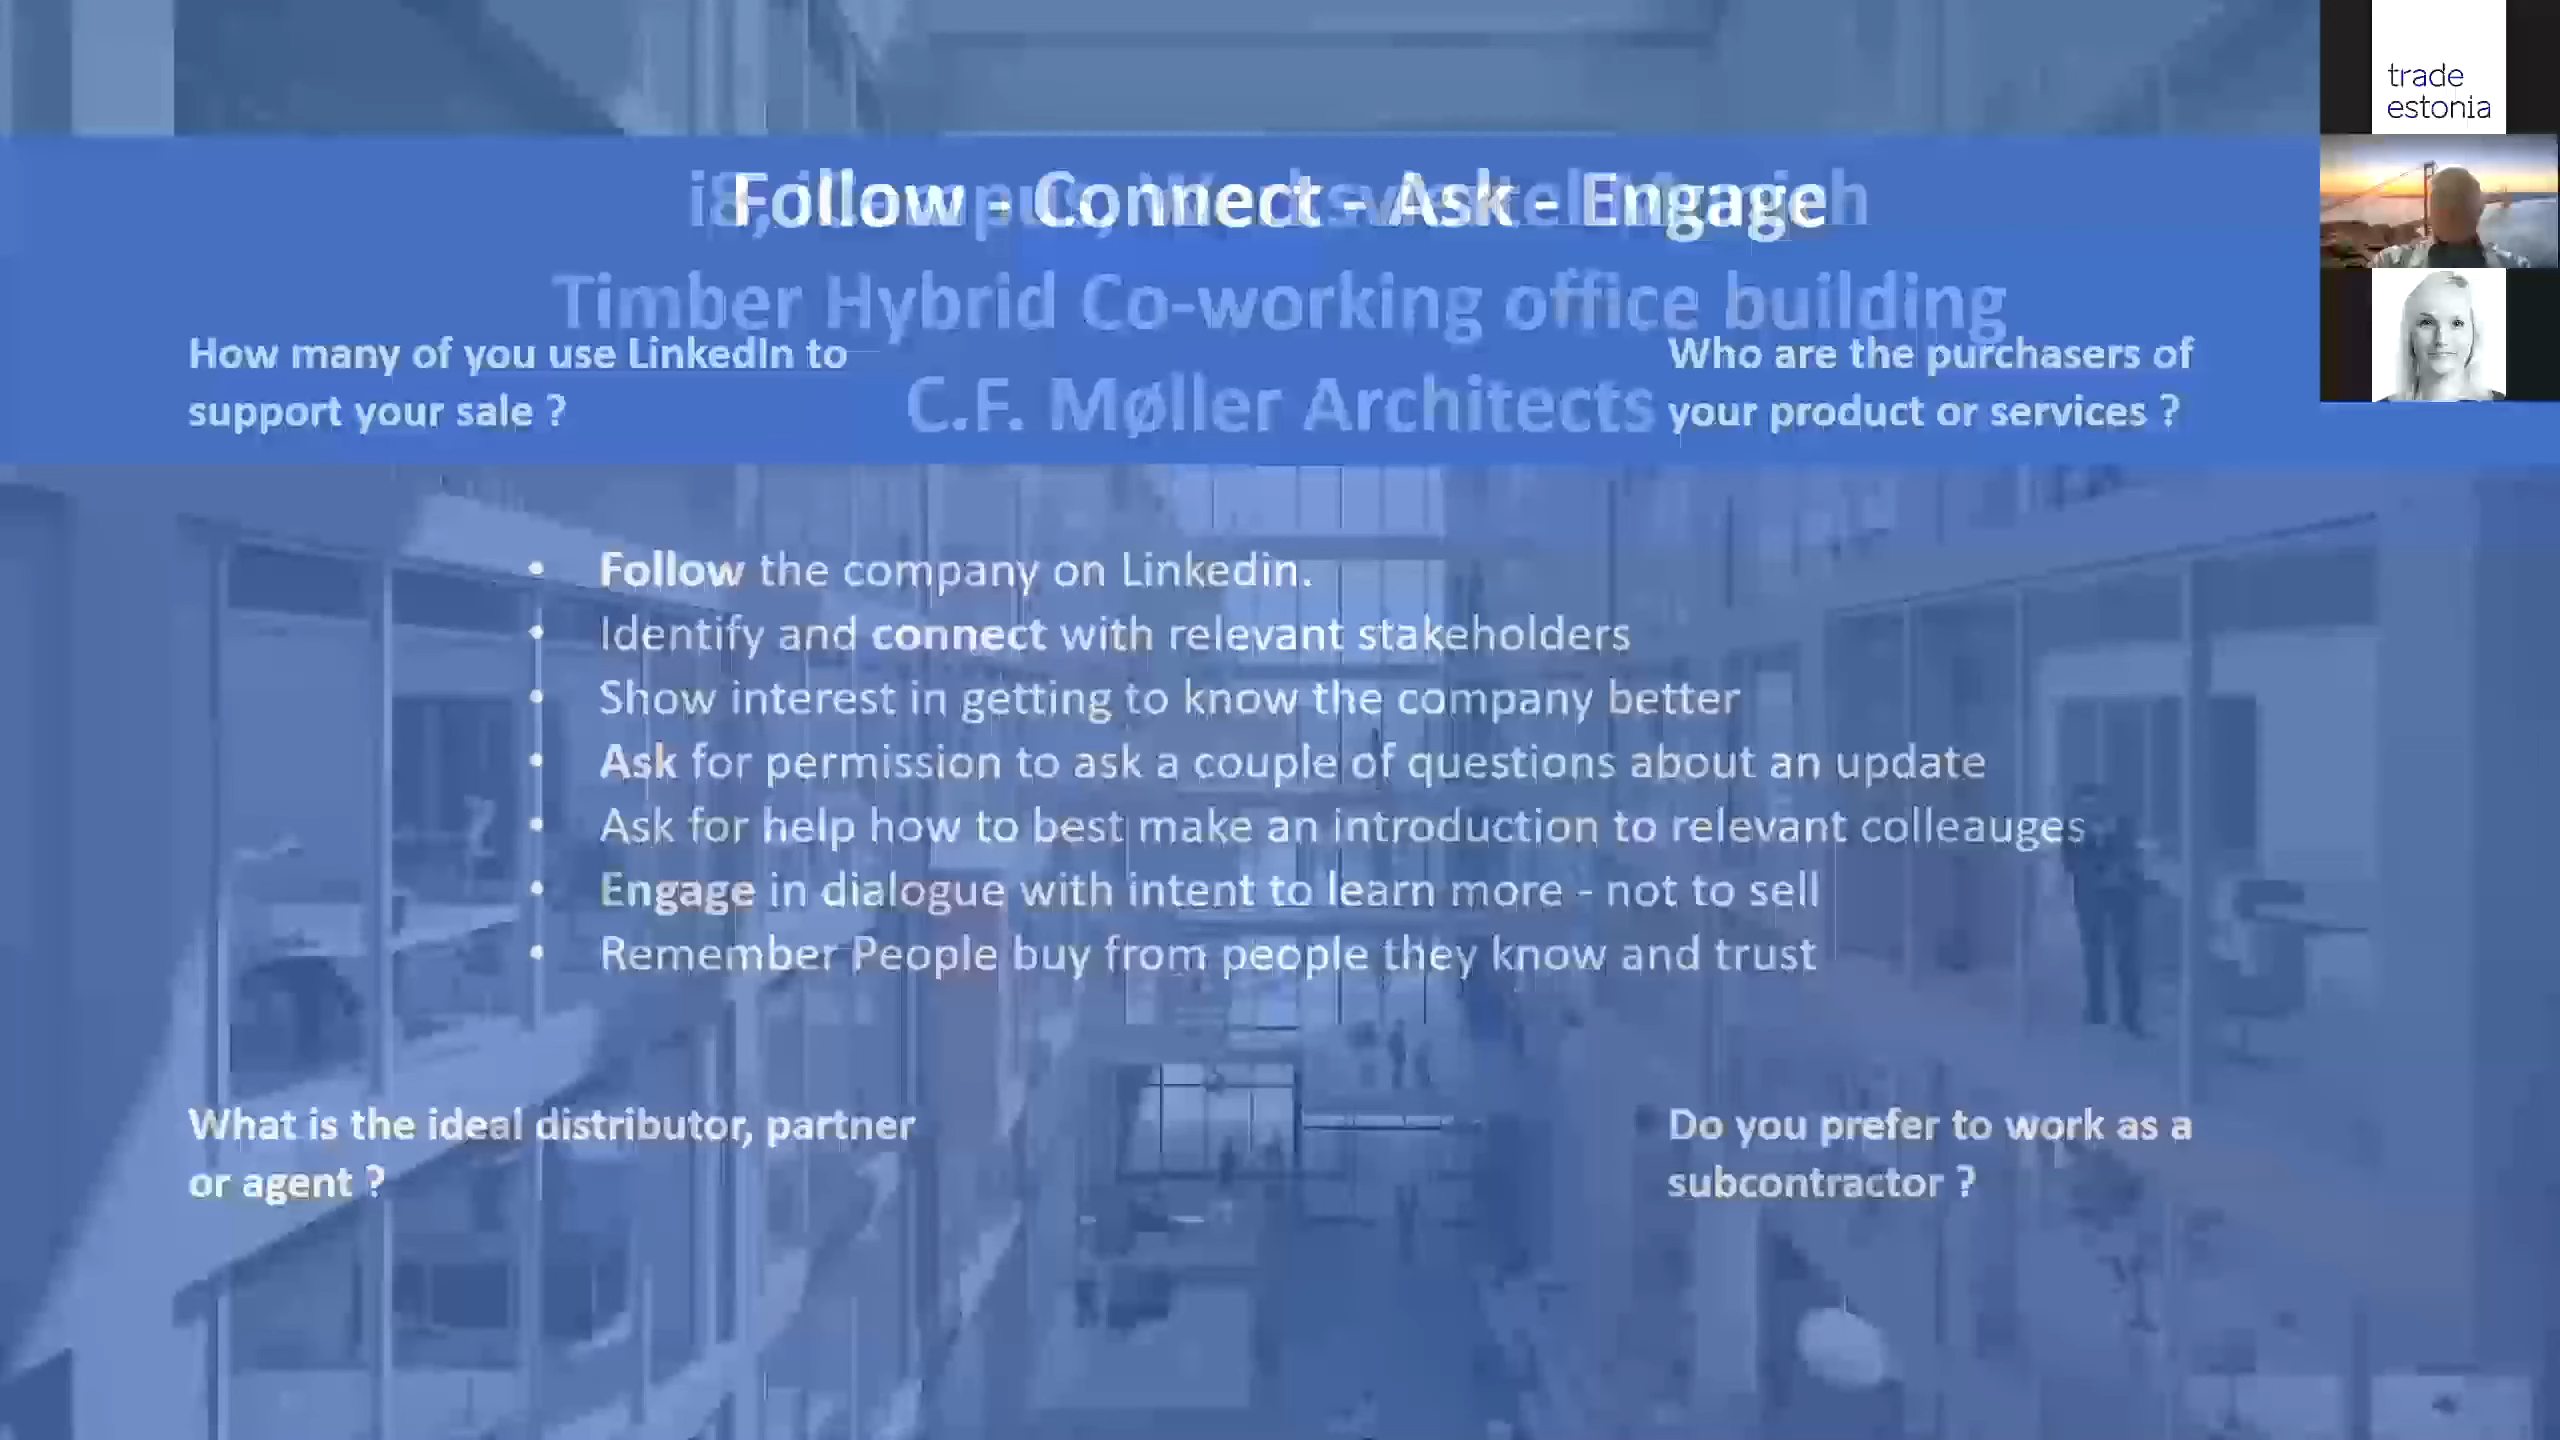 trade
estonia
Follow - Connect - Ask - Engage
Timber Hybrid Co-working office building
C.F. Møller Architects
How many of you use LinkedIn to
support your sale ?
Who are the purchasers of
your product or services ?
• Follow the company on Linkedin.
• Identify and connect with relevant stakeholders
• Show interest in getting to know the company better
• Ask for permission to ask a couple of questions about an update
• Ask for help how to best make an introduction to relevant colleauges
• Engage in dialogue with intent to learn more - not to sell
• Remember People buy from people they know and trust
What is the ideal distributor, partner
or agent ?
Do you prefer to work as a
subcontractor ?